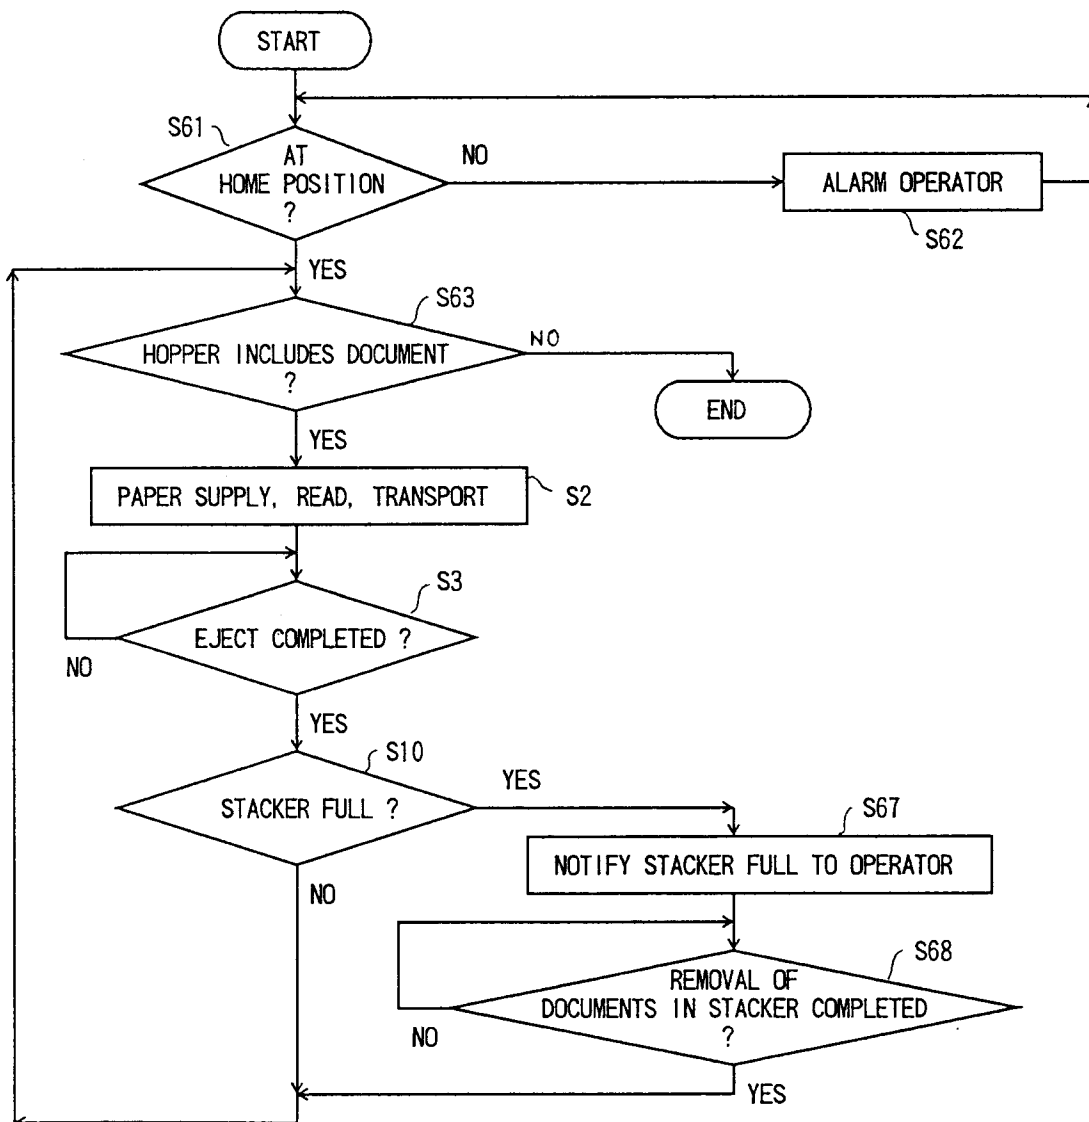 START
S61
AT
HOME POSITION
?
NO
ALARM OPERATOR
S62
YES
S63
HOPPER INCLUDES DOCUMENT
?
NO
END
YES
PAPER SUPPLY, READ, TRANSPORT
S2
S3
EJECT COMPLETED ?
NO
YES
S10
STACKER FULL ?
YES
S67
NOTIFY STACKER FULL TO OPERATOR
NO
S68
REMOVAL OF
DOCUMENTS IN STACKER COMPLETED
?
NO
YES